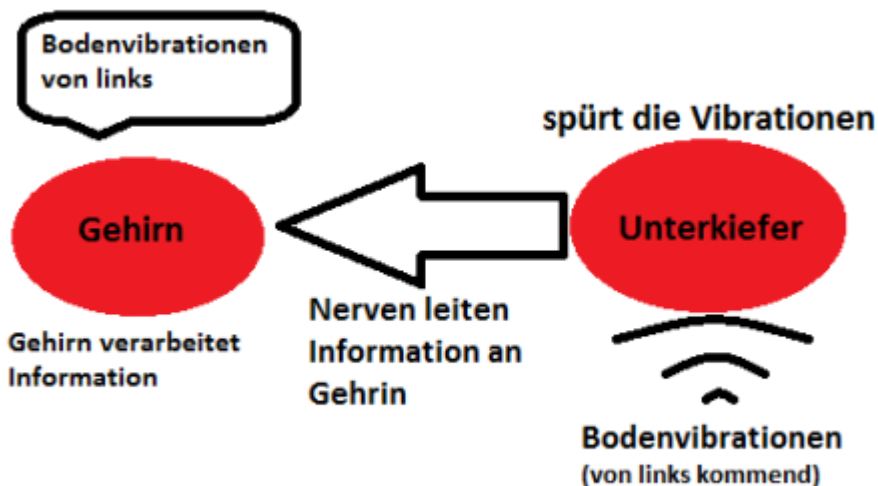 Bodenvibrationen
von links
spürt die Vibrationen
Gehirn
Unterkiefer
Nerven leiten
Information an
Gehrin
Gehirn verarbeitet
Information
Bodenvibrationen
(von links kommend)